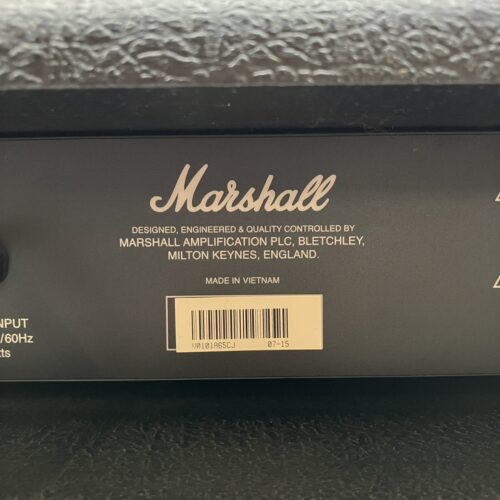 Marshall
DESIGNED, ENGINEERED & QUALITY CONTROLLED BY
MARSHALL AMPLIFICATION PLC, BLETCHLEY,
MILTON KEYNES, ENGLAND.
MADE IN VIETNAM
07-15
NPUT
/60Hz
tts